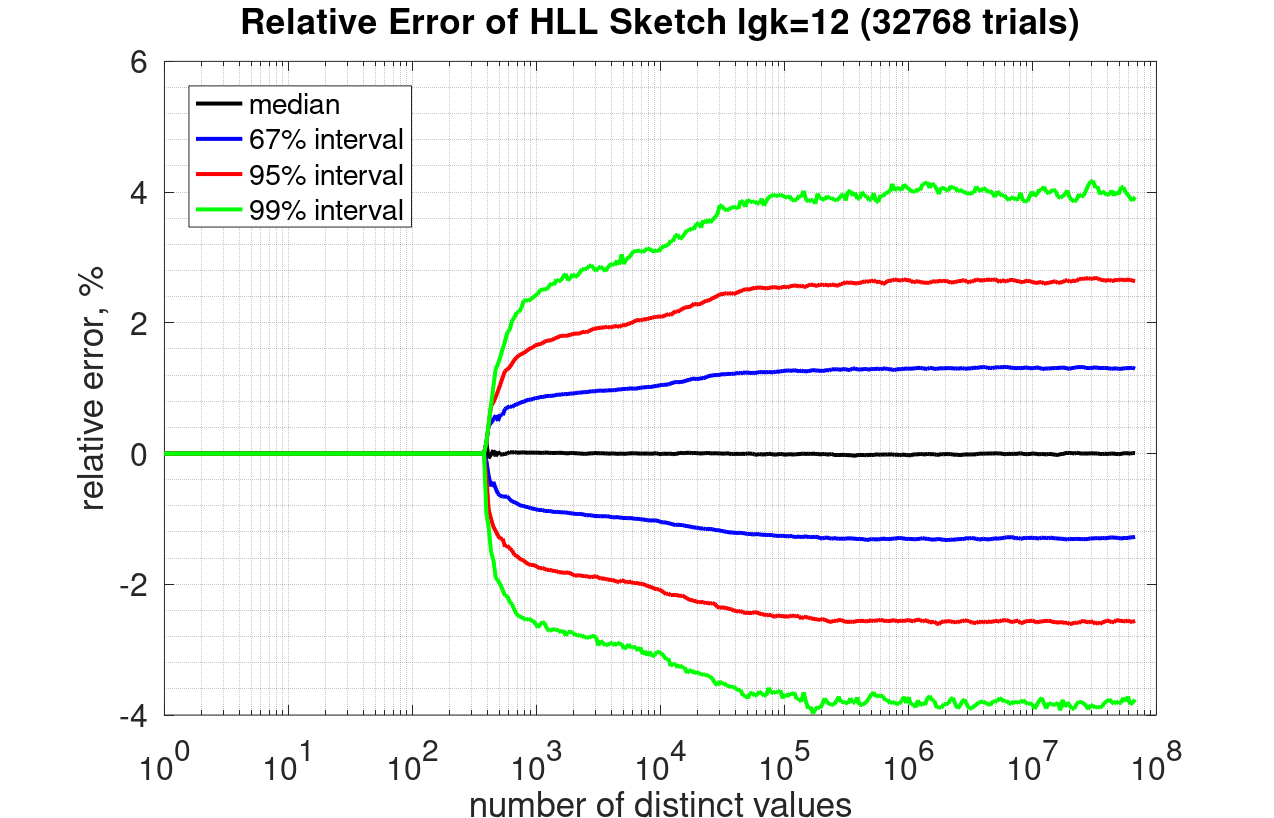 Relative Error of HLL Sketch lgk=12 (32768 trials)
6
4
2
0
-2
-4
relative error, %
median
67% interval
95% interval
99% interval
10^0 10^1 10^2 10^3 10^4 10^5 10^6 10^7 10^8
number of distinct values